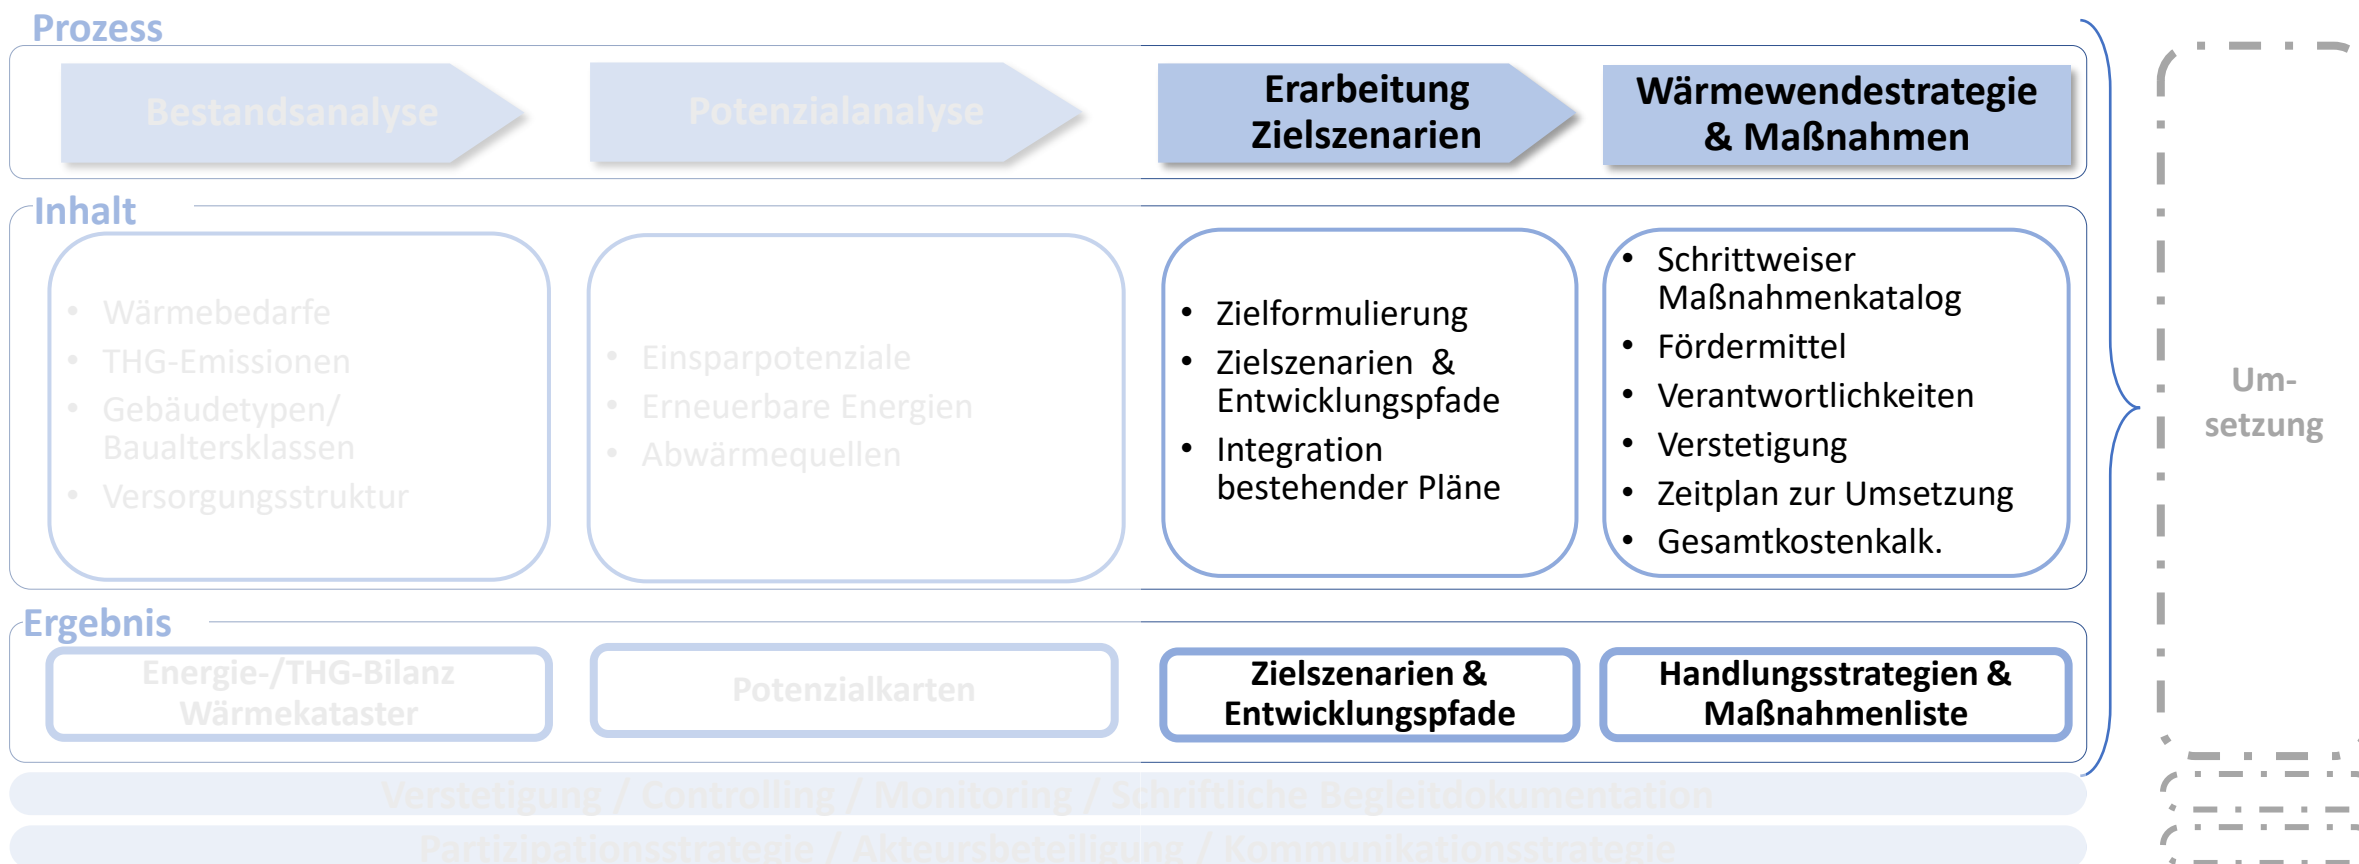 Prozess
Bestandsanalyse
Potenzialanalyse
Erarbeitung
Zielszenarien
Wärmewendestrategie
& Maßnahmen
Inhalt
• Wärmebedarfe
• THG-Emissionen
• Gebäudetypen/
Baualtersklassen
• Versorgungsstruktur
• Einsparpotenziale
• Erneuerbare Energien
• Abwärmequellen
• Zielformulierung
• Zielszenarien &
Entwicklungspfade
• Integration
bestehender Pläne
• Schrittweiser
Maßnahmenkatalog
• Fördermittel
• Verantwortlichkeiten
• Verstetigung
• Zeitplan zur Umsetzung
• Gesamtkostenkalk.
Um-
setzung
Ergebnis
Energie-/THG-Bilanz
Wärmekataster
Potenzialkarten
Zielszenarien &
Entwicklungspfade
Handlungsstrategien &
Maßnahmenliste
Verstetigung / Controlling / Monitoring / Schriftliche Begleitdokumentation
Partizipationsstrategie / Akteursbeteiligung / Kommunikationsstrategie